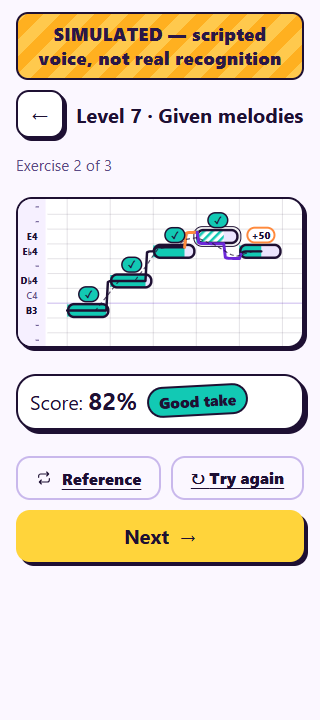 SIMULATED — scripted
voice, not real recognition
← Level 7 · Given melodies
Exercise 2 of 3
E4
E♭4
D♭4
C4
B3
✓
✓
✓
✓
+50
Score: 82% Good take
Reference
↻ Try again
Next →